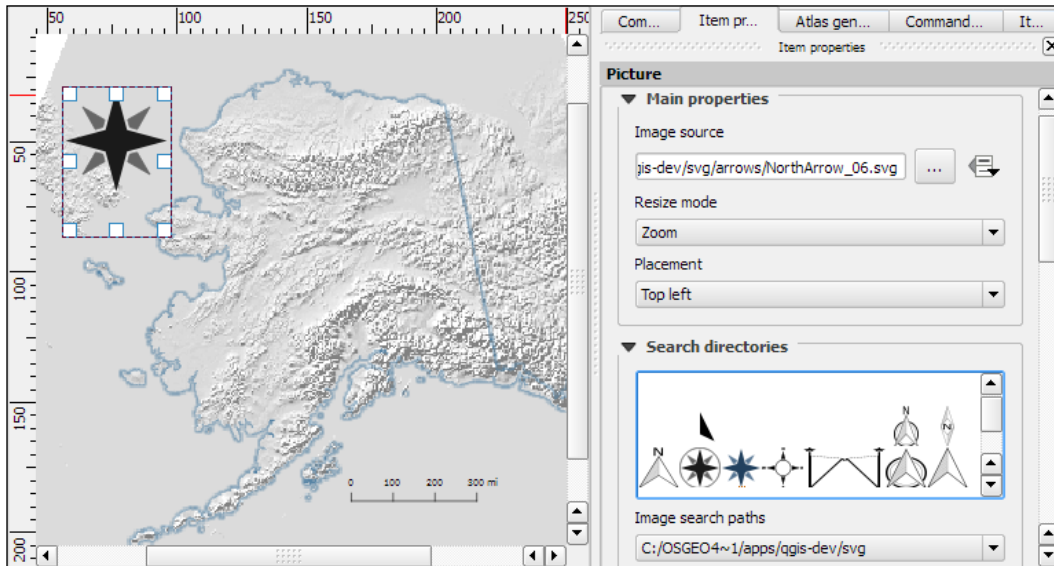 50 100 150 200 250
Com... Item pr... Atlas gen... Command... It...
Item properties
Picture
Main properties
Image source
gis-dev/svg/arrows/NorthArrow_06.svg ...
Resize mode
Zoom
Placement
Top left
Search directories
N
N
N
Image search paths
C:/OSGEO4~1/apps/qgis-dev/svg
50
100
150
200
0 100 200 300 mi